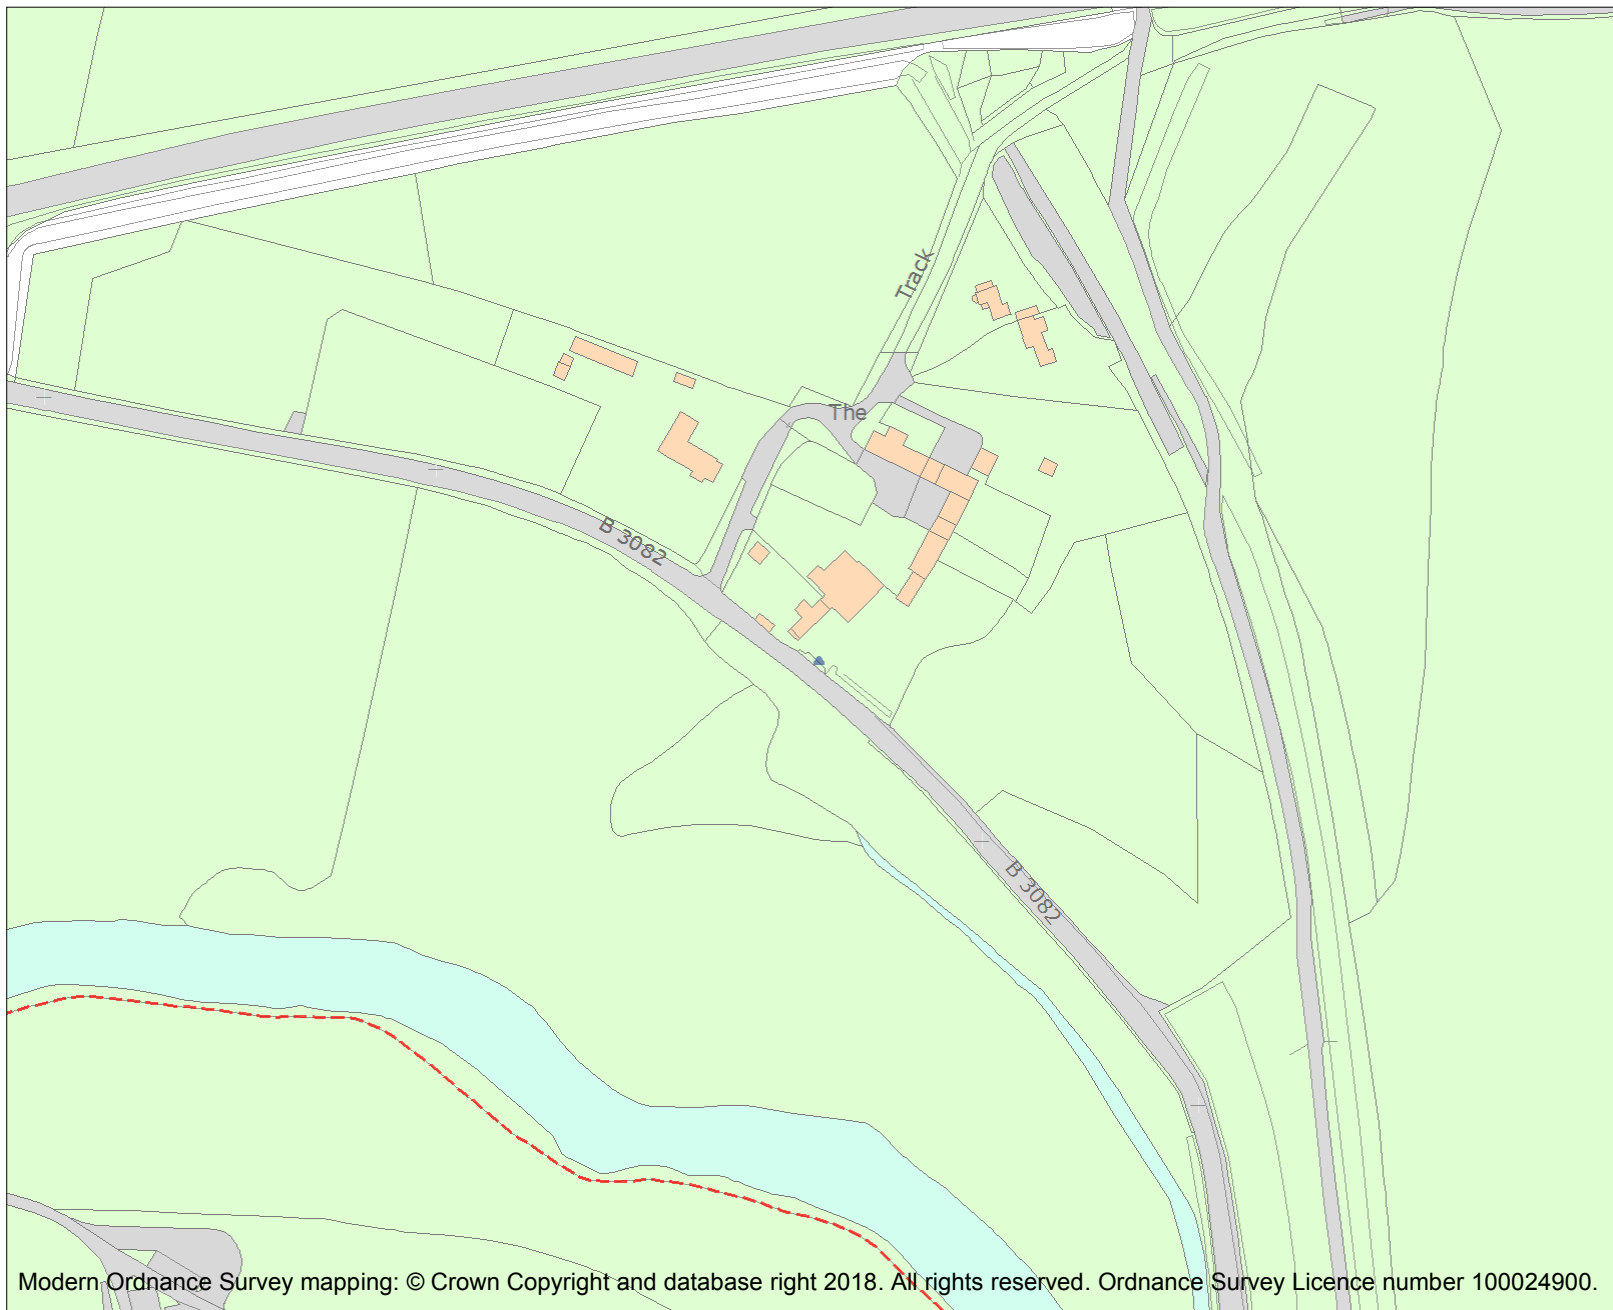 Track
The
B 3082
B 3082
Modern Ordnance Survey mapping: © Crown Copyright and database right 2018. All rights reserved. Ordnance Survey Licence number 100024900.